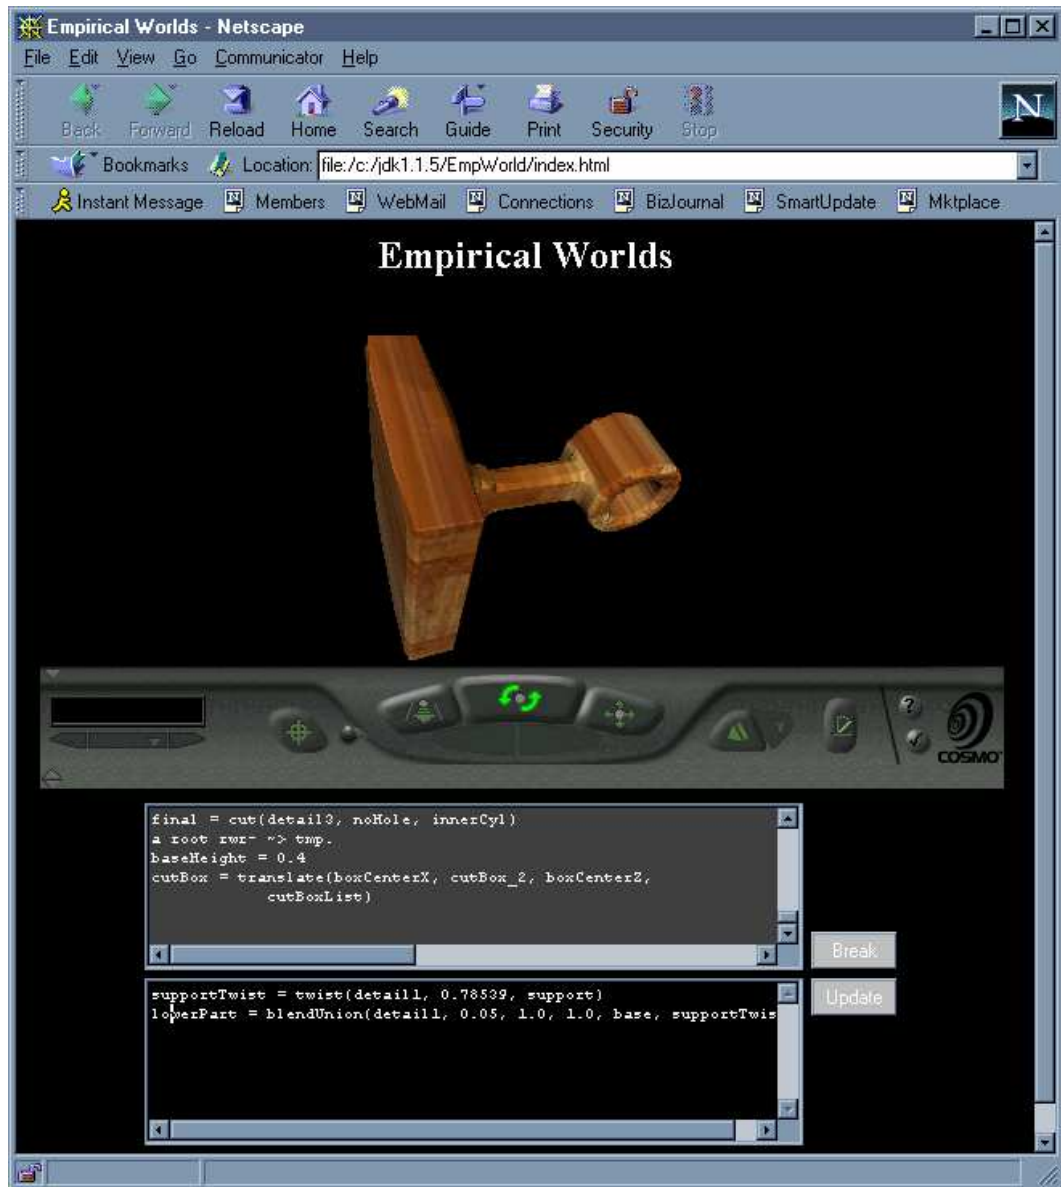 Empirical Worlds - Netscape
File Edit View Go Communicator Help
Back Forward Reload Home Search Guide Print Security Stop
N
Bookmarks Location: file:/c:/jdk1.1.5/EmpWorld/index.html
Instant Message Members WebMail Connections BizJournal SmartUpdate Mktplace
Empirical Worlds
?
COSMO
final = cut(detail3, noHole, innerCyl)
a root rwr- ~> tmp.
baseHeight = 0.4
cutBox = translate(boxCenterX, cutBox_2, boxCenterZ,
cutBoxList)
Break
supportTwist = twist(detail1, 0.78539, support)
lowerPart = blendUnion(detail1, 0.05, 1.0, 1.0, base, supportTwis
Update